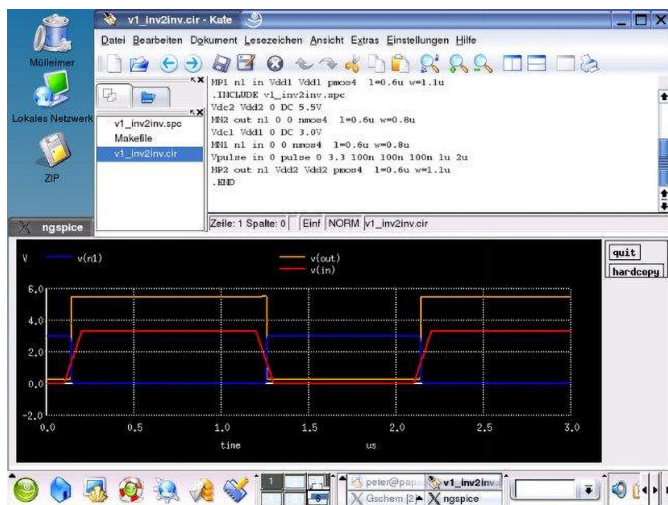 v1_inv2inv.cir - Kate
Datei Bearbeiten Dokument Lesezeichen Ansicht Extras Einstellungen Hilfe
Mülleimer
Lokales Netzwerk
ZIP
v1_inv2inv.spc
Makefile
v1_inv2inv.cir
MP1 n1 in Vdd1 Vdd1 pmos4 l=0.6u w=1.1u
.INCLUDE v1_inv2inv.spc
Vdc2 Vdd2 0 DC 5.5V
MN2 out n1 0 0 nmos4 l=0.6u w=0.8u
Vdc1 Vdd1 0 DC 3.0V
MN1 n1 in 0 0 nmos4 l=0.6u w=0.8u
Vpulse in 0 pulse 0 3.3 100n 100n 100n 1u 2u
MP2 out n1 Vdd2 Vdd2 pmos4 l=0.6u w=1.1u
.END
Zeile: 1 Spalte: 0 Einf NORM v1_inv2inv.cir
ngspice
V v(n1) v(out)
v(in)
quit
hardcopy
6.0
4.0
2.0
0.0
-2.0
0.0 0.5 1.0 1.5 2.0 2.5 3.0
time us
1
6
peter@pap v1_inv2inv.
Gschem [2] ngspice